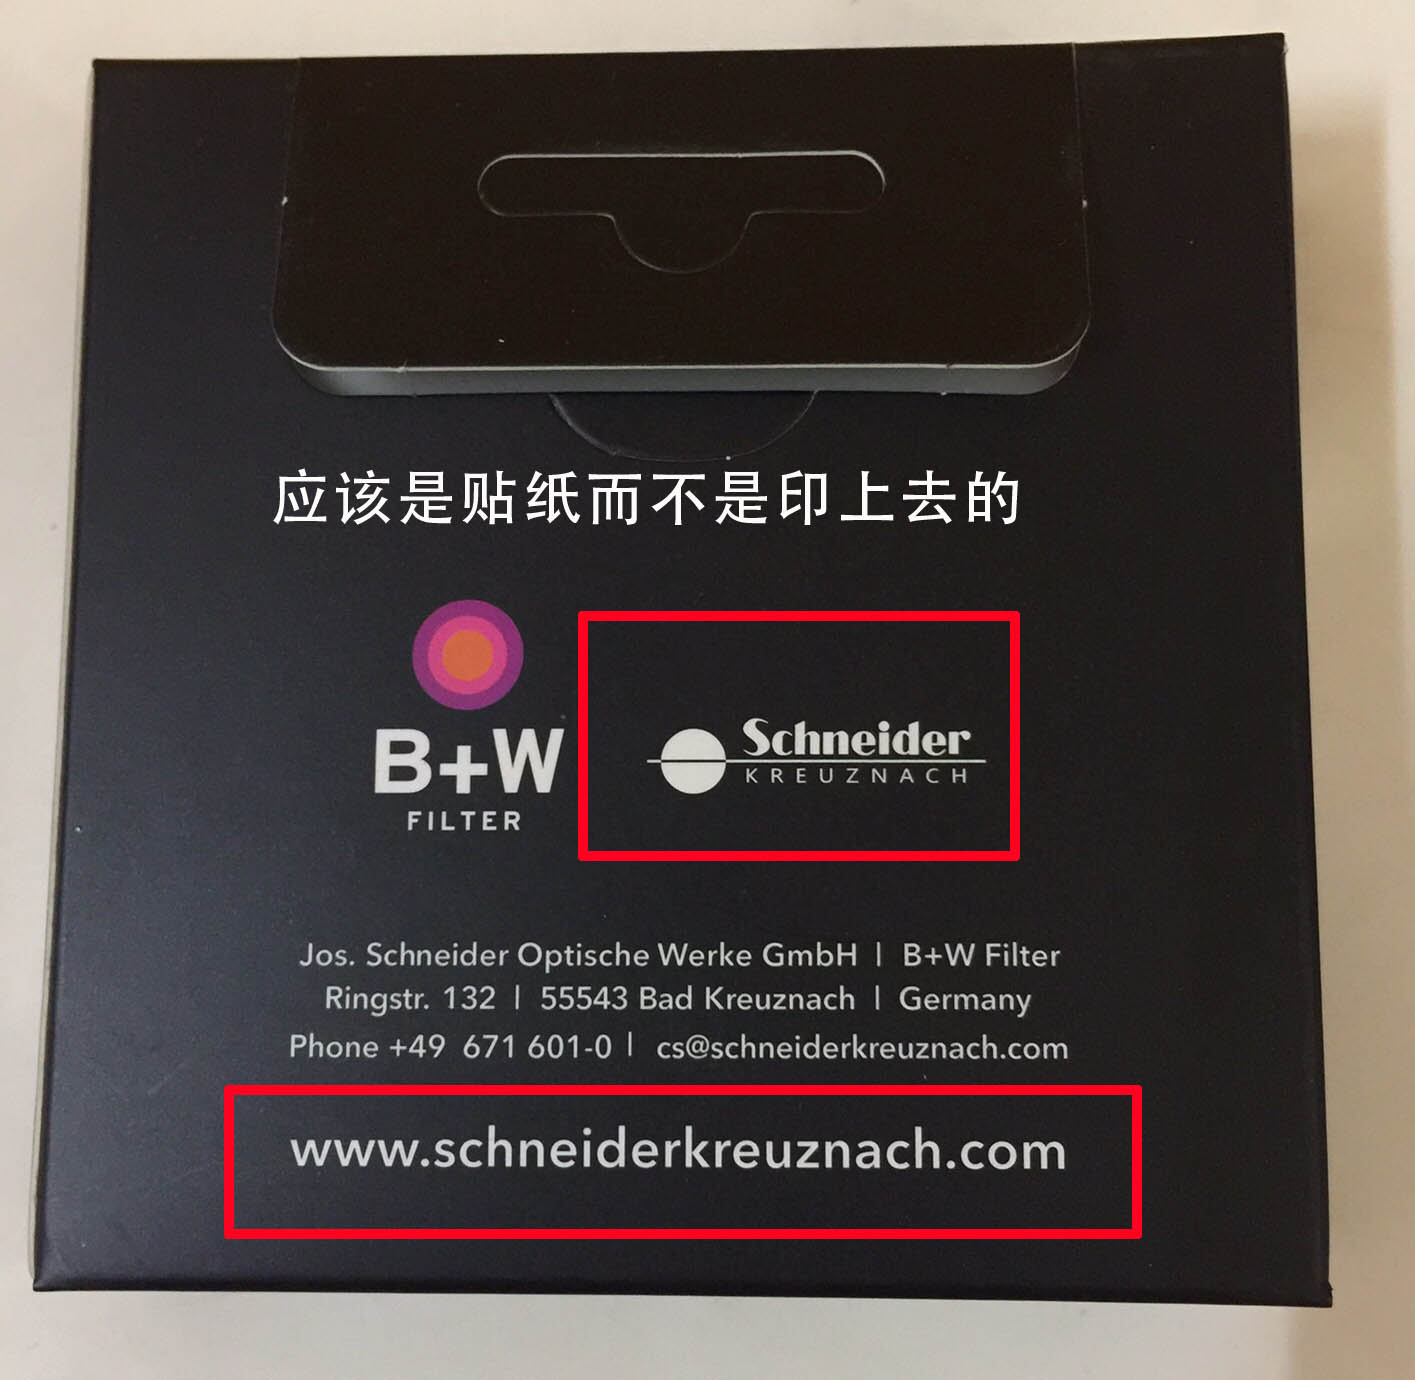 应该是贴纸而不是印上去的
B+W
FILTER
Schneider
KREUZNACH
Jos. Schneider Optische Werke GmbH | B+W Filter
Ringstr. 132 | 55543 Bad Kreuznach | Germany
Phone +49 671 601-0 | cs@schneiderkreuznach.com
www.schneiderkreuznach.com